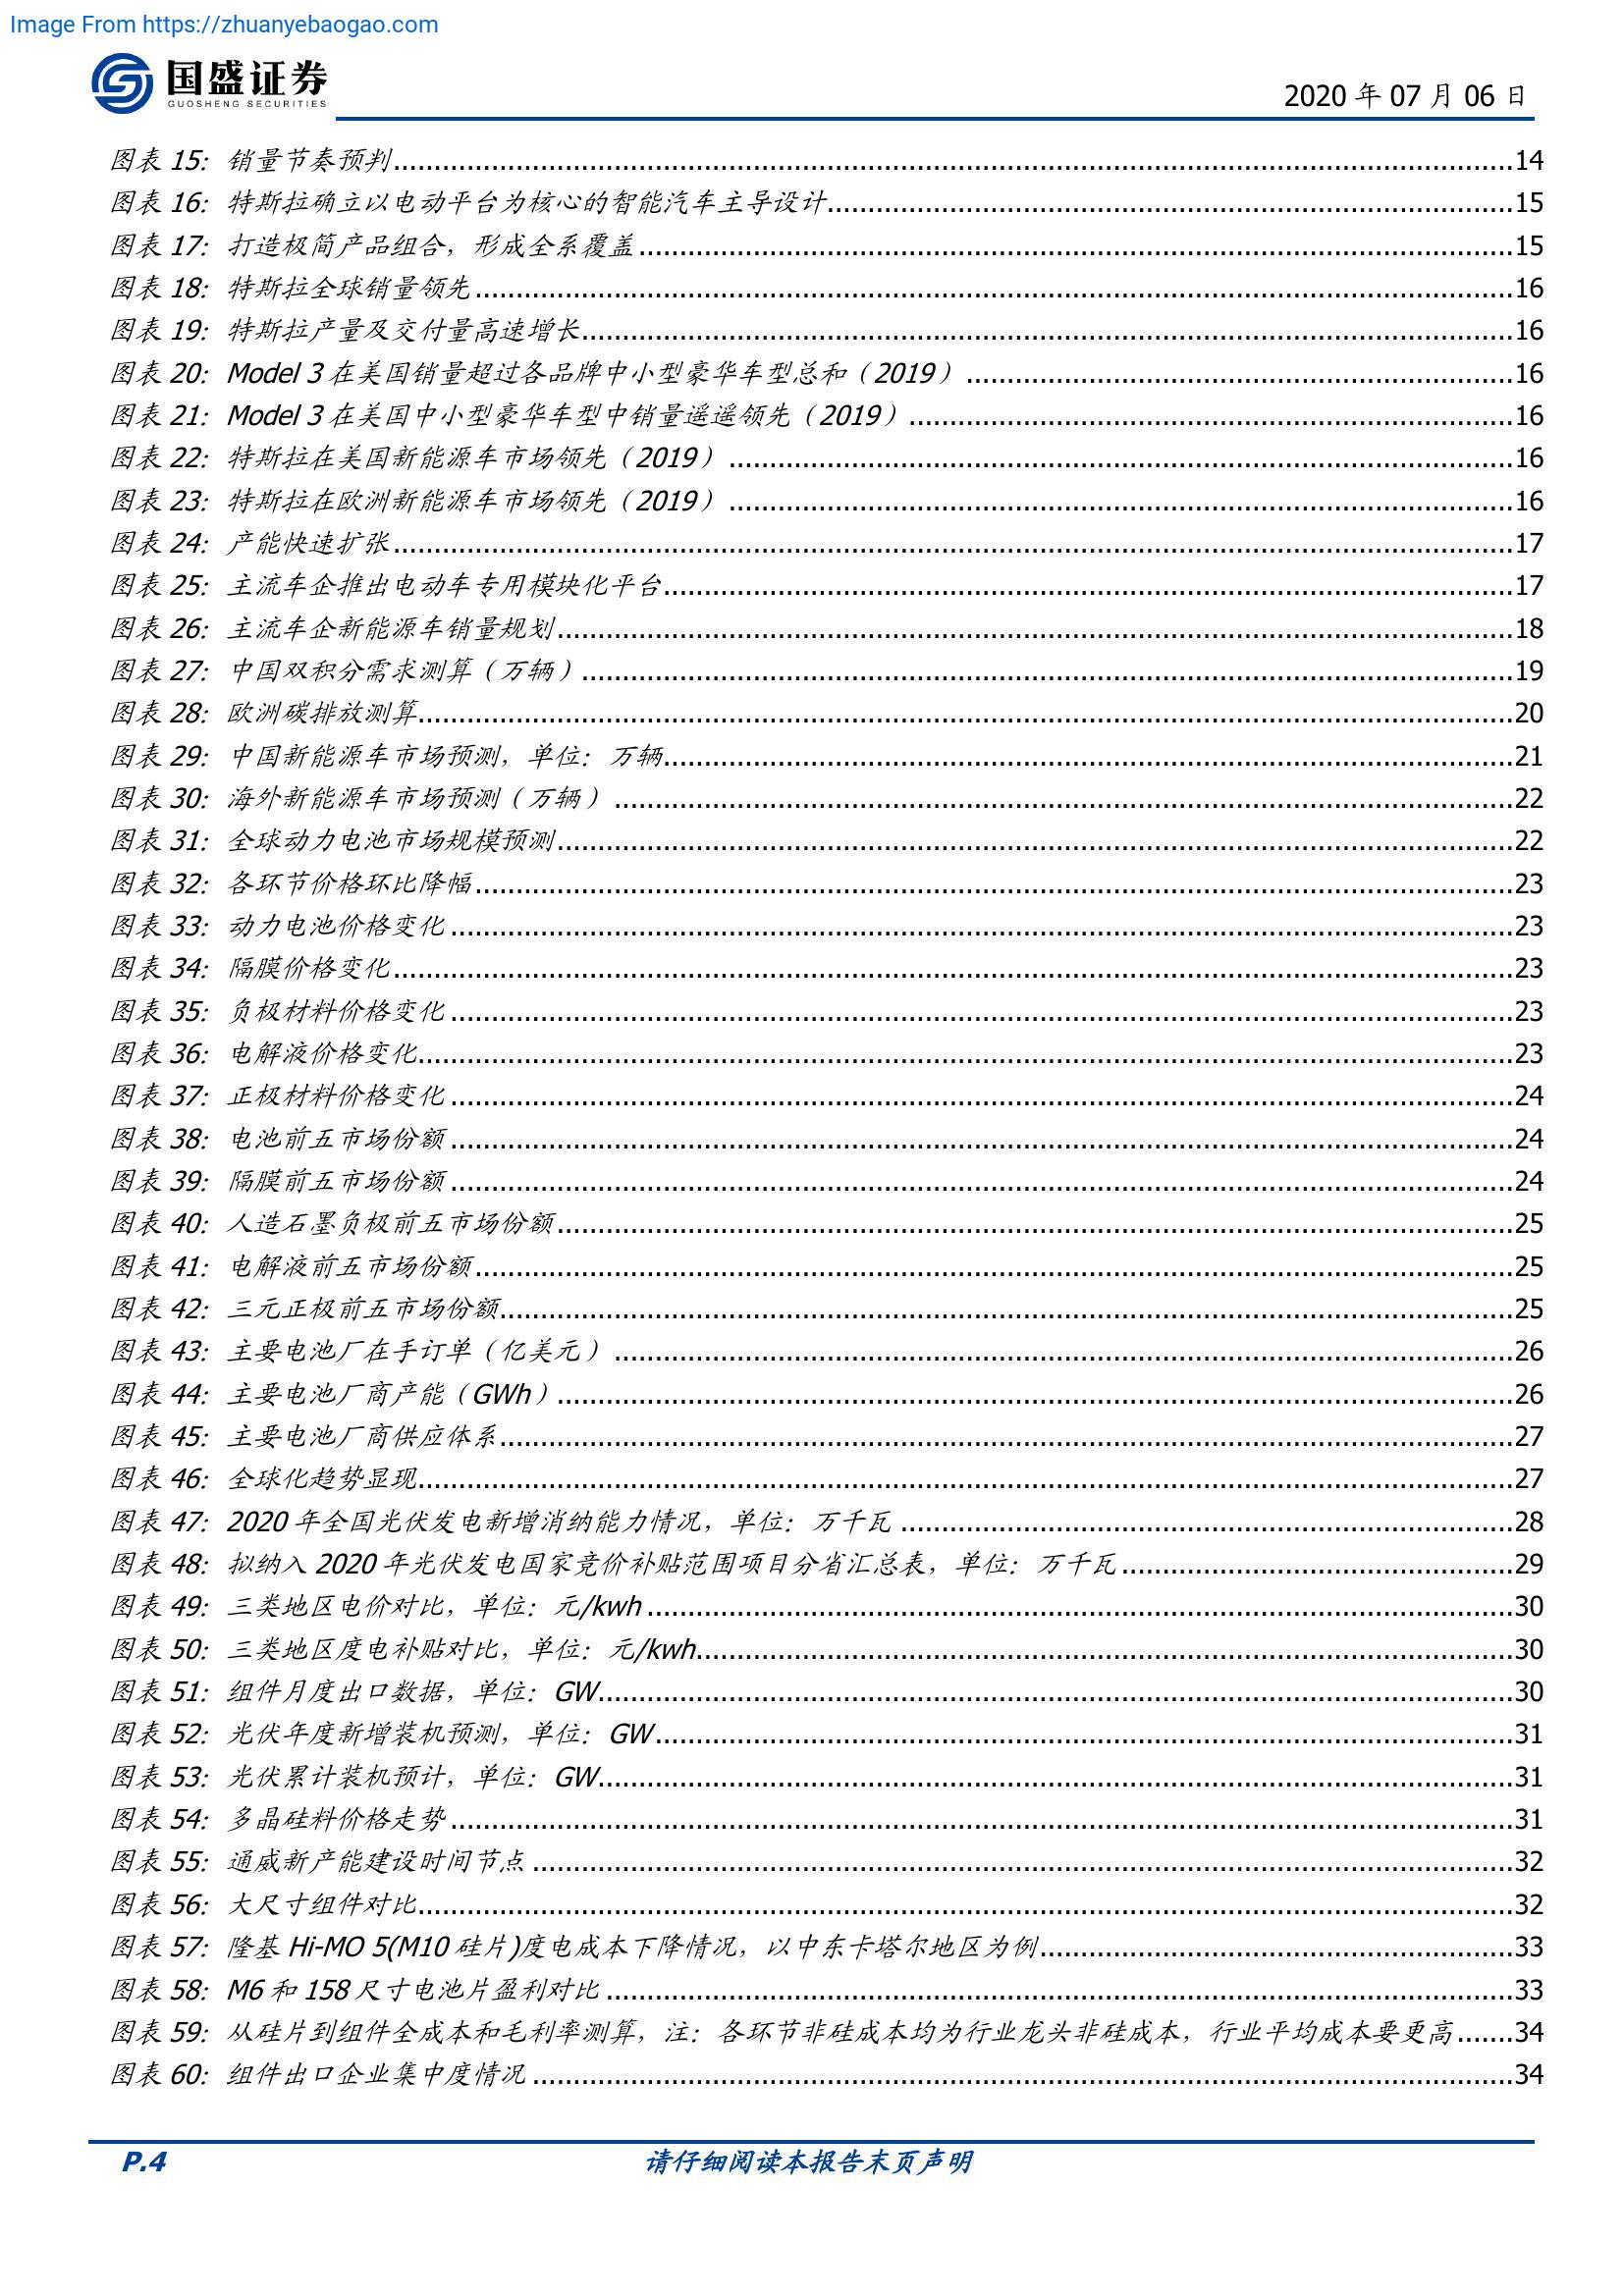 Image From https://zhuanyebaogao.com
国盛证券
GUOSHENG SECURITIES
2020 年 07 月 06 日
图表 15：销量节奏预判....................14
图表 16：特斯拉确立以电动平台为核心的智能汽车主导设计....................15
图表 17：打造极简产品组合，形成全系覆盖....................15
图表 18：特斯拉全球销量领先....................16
图表 19：特斯拉产量及交付量高速增长....................16
图表 20：Model 3 在美国销量超过各品牌中小型豪华车型总和（2019）....................16
图表 21：Model 3 在美国中小型豪华车型中销量遥遥领先（2019）....................16
图表 22：特斯拉在美国新能源车市场领先（2019）....................16
图表 23：特斯拉在欧洲新能源车市场领先（2019）....................16
图表 24：产能快速扩张....................17
图表 25：主流车企推出电动车专用模块化平台....................17
图表 26：主流车企新能源车销量规划....................18
图表 27：中国双积分需求测算（万辆）....................19
图表 28：欧洲碳排放测算....................20
图表 29：中国新能源车市场预测，单位：万辆....................21
图表 30：海外新能源车市场预测（万辆）....................22
图表 31：全球动力电池市场规模预测....................22
图表 32：各环节价格环比降幅....................23
图表 33：动力电池价格变化....................23
图表 34：隔膜价格变化....................23
图表 35：负极材料价格变化....................23
图表 36：电解液价格变化....................23
图表 37：正极材料价格变化....................24
图表 38：电池前五市场份额....................24
图表 39：隔膜前五市场份额....................24
图表 40：人造石墨负极前五市场份额....................25
图表 41：电解液前五市场份额....................25
图表 42：三元正极前五市场份额....................25
图表 43：主要电池厂在手订单（亿美元）....................26
图表 44：主要电池厂商产能（GWh）....................26
图表 45：主要电池厂商供应体系....................27
图表 46：全球化趋势显现....................27
图表 47：2020 年全国光伏发电新增消纳能力情况，单位：万千瓦....................28
图表 48：拟纳入 2020 年光伏发电国家竞价补贴范围项目分省汇总表，单位：万千瓦....................29
图表 49：三类地区电价对比，单位：元/kwh....................30
图表 50：三类地区度电补贴对比，单位：元/kwh....................30
图表 51：组件月度出口数据，单位：GW....................30
图表 52：光伏年度新增装机预测，单位：GW....................31
图表 53：光伏累计装机预计，单位：GW....................31
图表 54：多晶硅料价格走势....................31
图表 55：通威新产能建设时间节点....................32
图表 56：大尺寸组件对比....................32
图表 57：隆基 Hi-MO 5(M10 硅片)度电成本下降情况，以中东卡塔尔地区为例....................33
图表 58：M6 和 158 尺寸电池片盈利对比....................33
图表 59：从硅片到组件全成本和毛利率测算，注：各环节非硅成本均为行业龙头非硅成本，行业平均成本要更高......34
图表 60：组件出口企业集中度情况....................34
P.4
请仔细阅读本报告末页声明